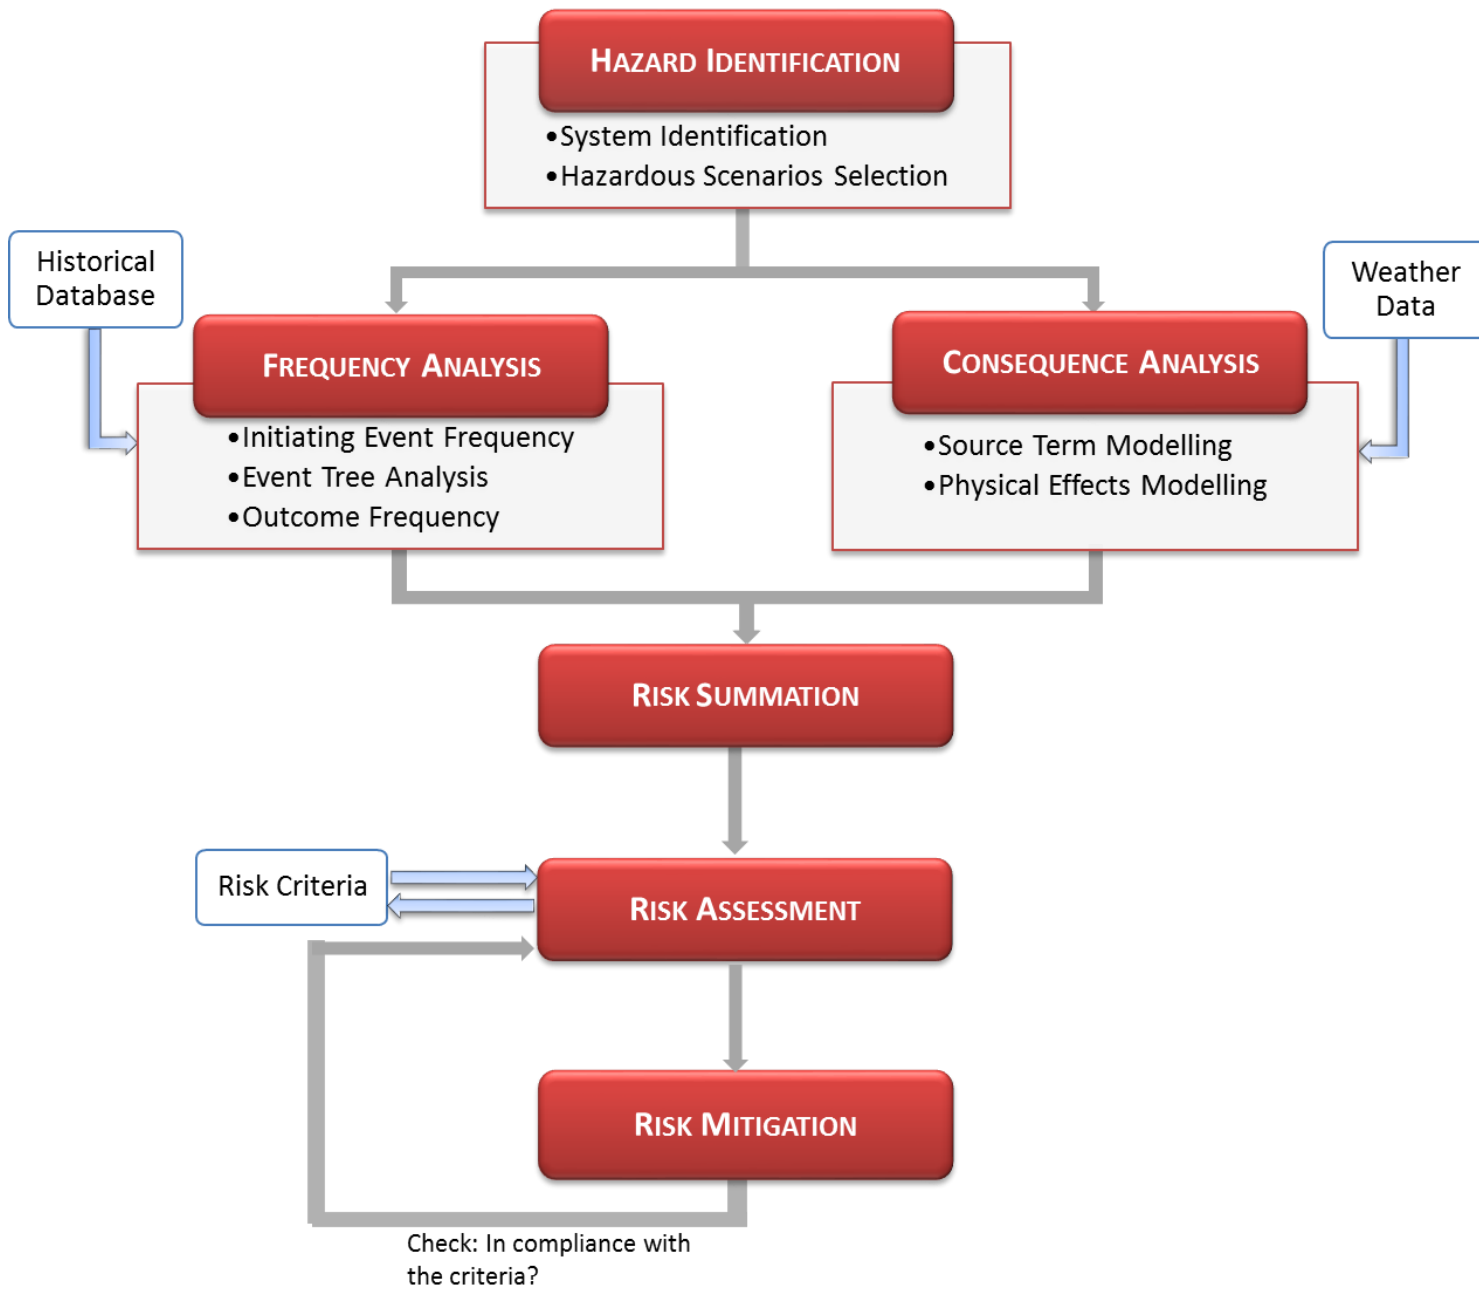 HAZARD IDENTIFICATION
•System Identification
•Hazardous Scenarios Selection
Historical
Database
Weather
Data
FREQUENCY ANALYSIS
•Initiating Event Frequency
•Event Tree Analysis
•Outcome Frequency
CONSEQUENCE ANALYSIS
•Source Term Modelling
•Physical Effects Modelling
RISK SUMMATION
Risk Criteria
RISK ASSESSMENT
RISK MITIGATION
Check: In compliance with
the criteria?